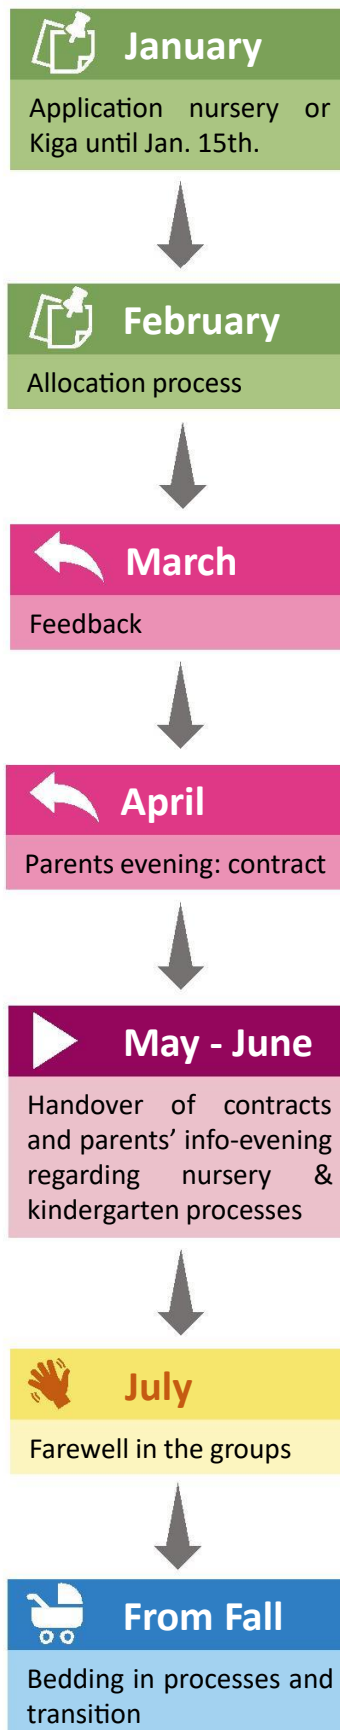 January
Application nursery or
Kiga until Jan. 15th.
February
Allocation process
March
Feedback
April
Parents evening: contract
May - June
Handover of contracts
and parents’ info-evening
regarding nursery &
kindergarten processes
July
Farewell in the groups
From Fall
Bedding in processes and
transition